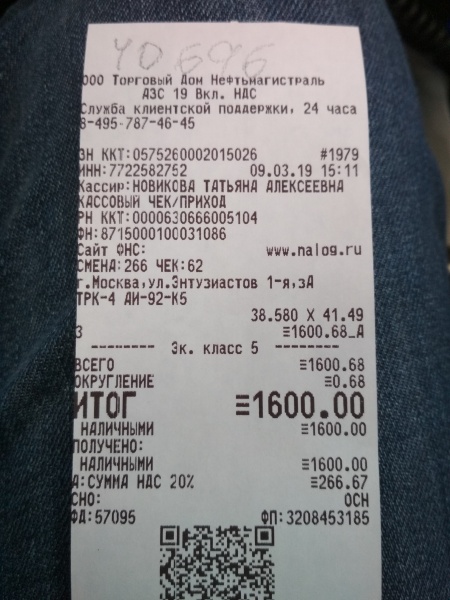 40 696
ООО Торговый Дом Нефтьмагистраль
АЗС 19 Вкл. НДС
Служба клиентской поддержки, 24 часа
8-495-787-46-45
ЗН ККТ:0575260002015026 #1979
ИНН:7722582752 09.03.19 15:11
Кассир:НОВИКОВА ТАТЬЯНА АЛЕКСЕЕВНА
КАССОВЫЙ ЧЕК/ПРИХОД
РН ККТ:0000630666005104
ФН:8715000100031086
Сайт ФНС: www.nalog.ru
СМЕНА:266 ЧЕК:62
г.Москва,ул.Энтузиастов 1-я,3А
ТРК-4 АИ-92-К5
38.580 X 41.49
3 ≡1600.68_А
-------- Эк. класс 5 --------
ВСЕГО ≡1600.68
ОКРУГЛЕНИЕ ≡0.68
ИТОГ ≡1600.00
НАЛИЧНЫМИ ≡1600.00
ПОЛУЧЕНО:
НАЛИЧНЫМИ ≡1600.00
А:СУММА НДС 20% ≡266.67
СНО: ОСН
ФД:57095 ФП:3208453185